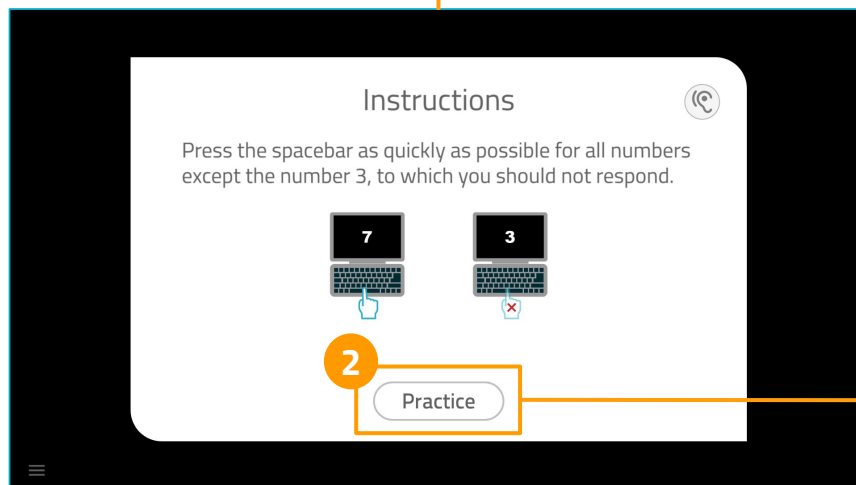 Instructions
Press the spacebar as quickly as possible for all numbers
except the number 3, to which you should not respond.
7
3
2
Practice